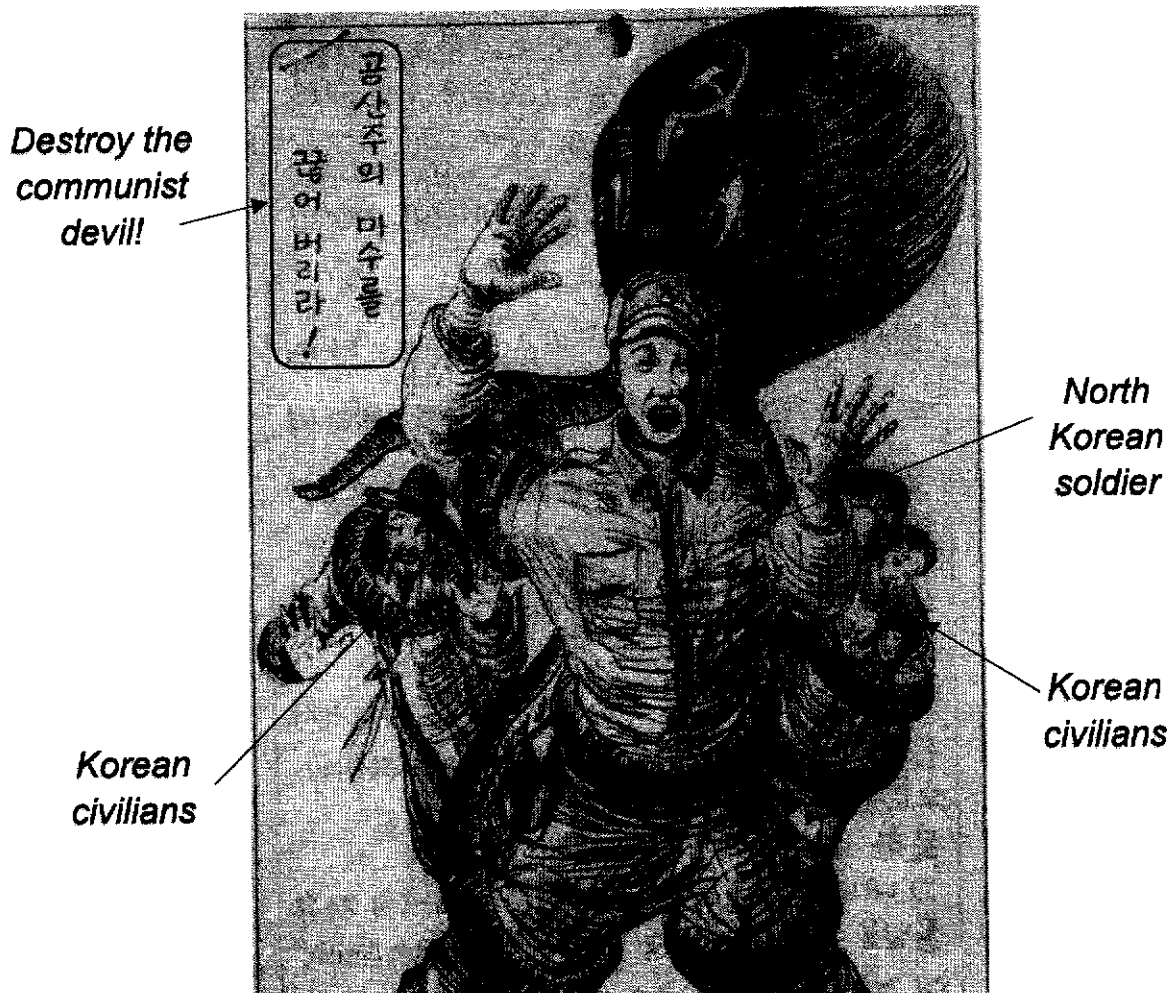 Destroy the
communist
devil!
공산주의 마수를
끊어 버리라!
North
Korean
soldier
Korean
civilians
Korean
civilians